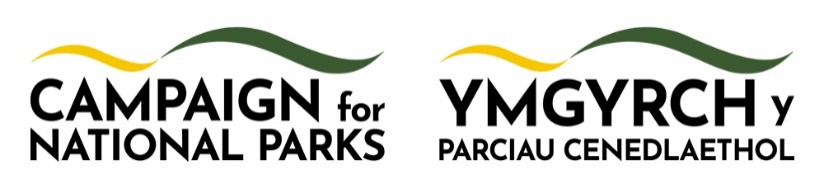 CAMPAIGN for
NATIONAL PARKS
YMGYRCH y
PARCIAU CENEDLAETHOL